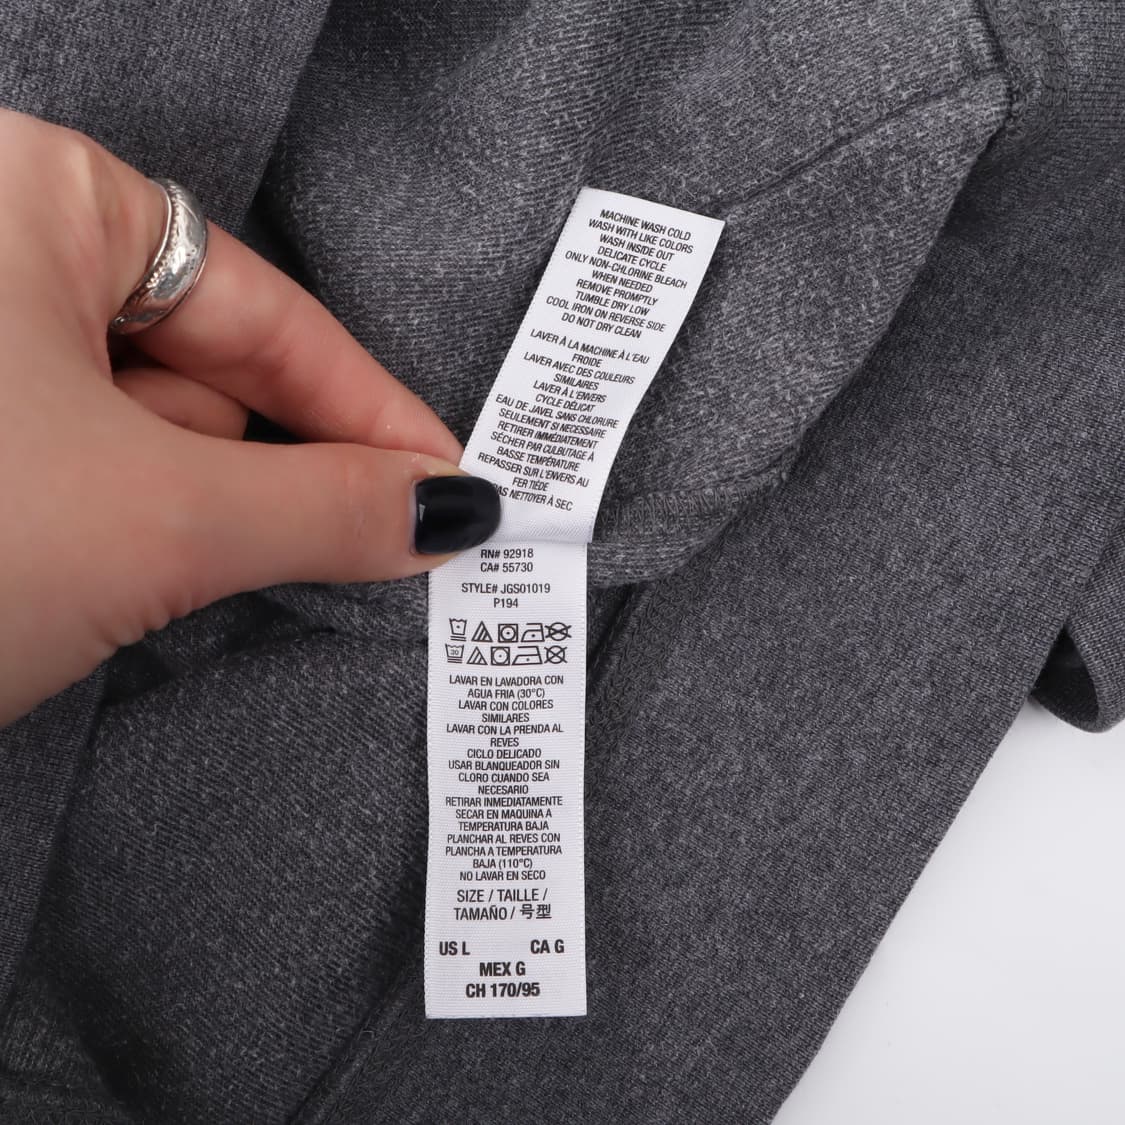 MACHINE WASH COLD
WASH WITH LIKE COLORS
WASH INSIDE OUT
DELICATE CYCLE
ONLY NON-CHLORINE BLEACH
WHEN NEEDED
REMOVE PROMPTLY
TUMBLE DRY LOW
COOL IRON ON REVERSE SIDE
DO NOT DRY CLEAN
LAVER À LA MACHINE À L'EAU
FROIDE
LAVER AVEC DES COULEURS
SIMILAIRES
LAVER À L'ENVERS
CYCLE DÉLICAT
EAU DE JAVEL SANS CHLORURE
SEULEMENT SI NECESSAIRE
RETIRER IMMÉDIATEMENT
SÉCHER PAR CULBUTAGE À
BASSE TEMPÉRATURE
REPASSER SUR L'ENVERS AU
FER TIÈDE
PAS NETTOYER À SEC
RN# 92918
CA# 55730
STYLE# JGS01019
P194
30
LAVAR EN LAVADORA CON
AGUA FRIA (30°C)
LAVAR CON COLORES
SIMILARES
LAVAR CON LA PRENDA AL
REVES
CICLO DELICADO
USAR BLANQUEADOR SIN
CLORO CUANDO SEA
NECESARIO
RETIRAR INMEDIATAMENTE
SECAR EN MAQUINA A
TEMPERATURA BAJA
PLANCHAR AL REVES CON
PLANCHA A TEMPERATURA
BAJA (110°C)
NO LAVAR EN SECO
SIZE / TAILLE /
TAMAÑO / 号型
US L CA G
MEX G
CH 170/95